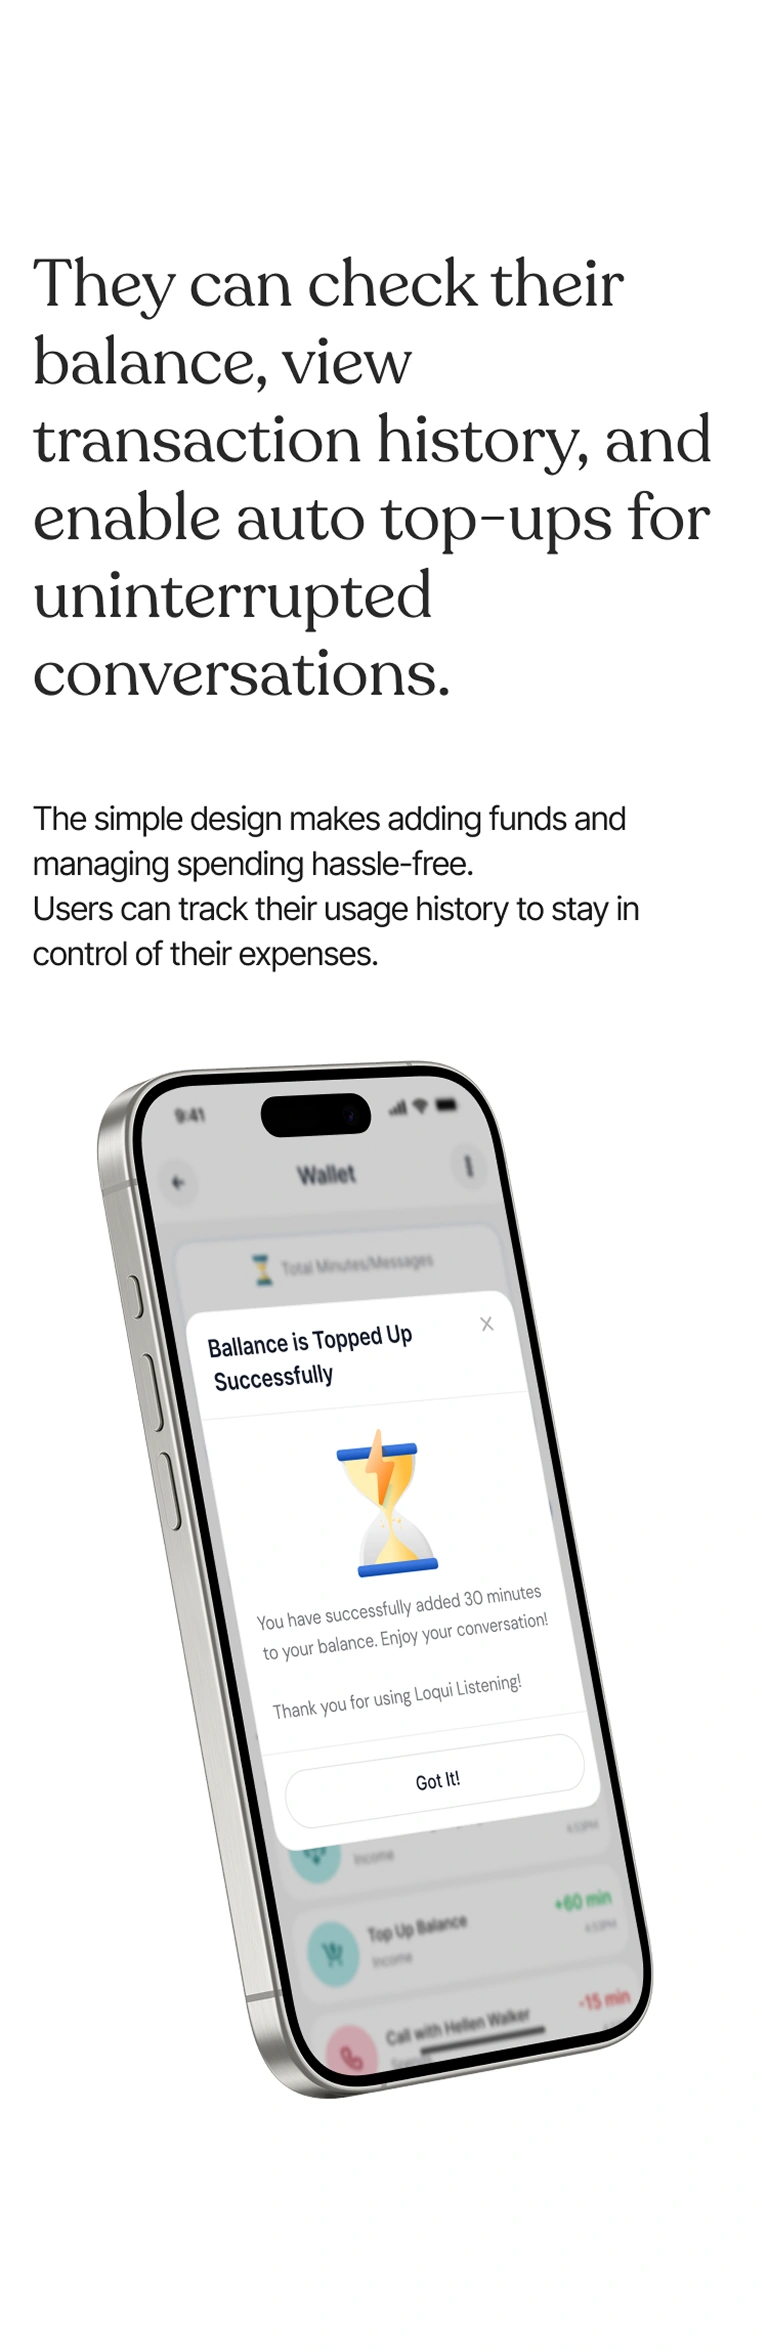 They can check their
balance, view
transaction history, and
enable auto top-ups for
uninterrupted
conversations.
The simple design makes adding funds and
managing spending hassle-free.
Users can track their usage history to stay in
control of their expenses.
9:41
Wallet
Total Minutes/Messages
Ballance is Topped Up
Successfully
You have successfully added 30 minutes
to your balance. Enjoy your conversation!
Thank you for using Loqui Listening!
Got It!
4:53PM
Income
Top Up Balance
+60 min
Income
4:53PM
Call with Hellen Walker
-15 min